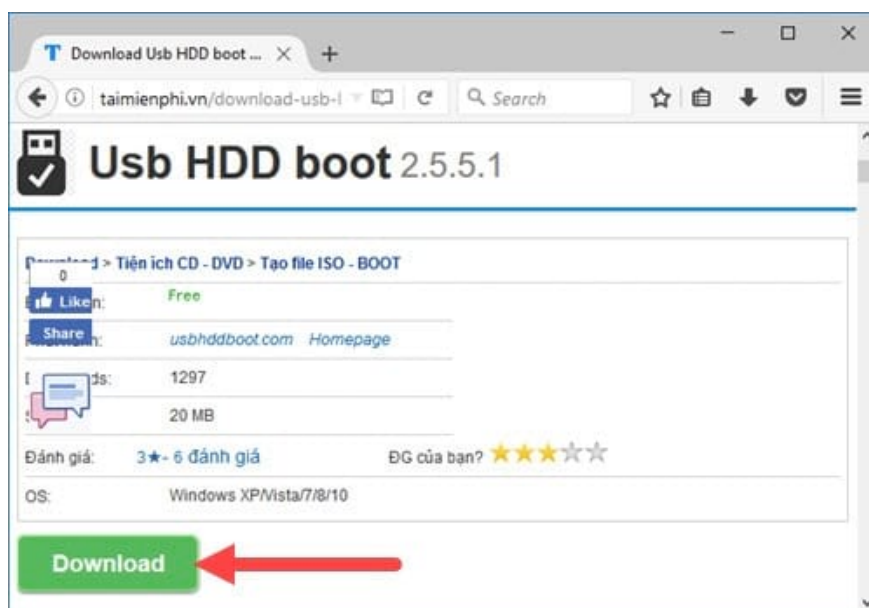 Download Usb HDD boot ...
taimienphi.vn/download-usb-l
Search
Usb HDD boot 2.5.5.1
> Tiện ích CD - DVD > Tạo file ISO - BOOT
0
Like
Free
Share
usbhddboot.com Homepage
1297
20 MB
Đánh giá: 3★- 6 đánh giá ĐG của bạn?
OS: Windows XP/Vista/7/8/10
Download